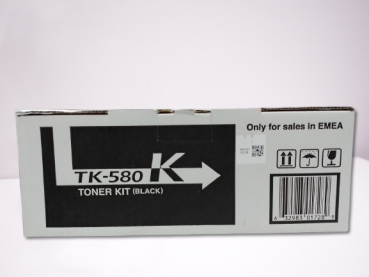 Only for sales in EMEA
TK-580 K
TONER KIT (BLACK)